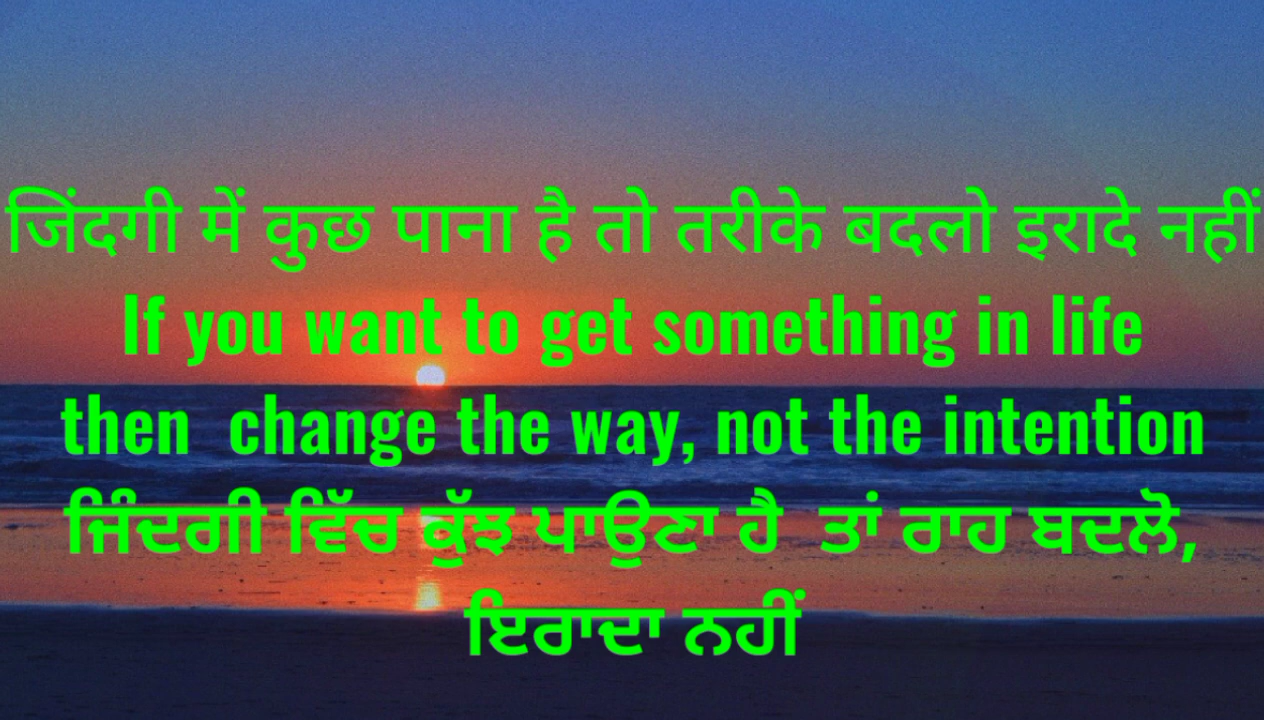 जिंदगी में कुछ पाना है तो तरीके बदलो इरादे नहीं
If you want to get something in life
then  change the way, not the intention
ਜਿੰਦਗੀ ਵਿੱਚ ਕੁੱਝ ਪਾਉਣਾ ਹੈ  ਤਾਂ ਰਾਹ ਬਦਲੋ,
ਇਰਾਦਾ ਨਹੀਂ